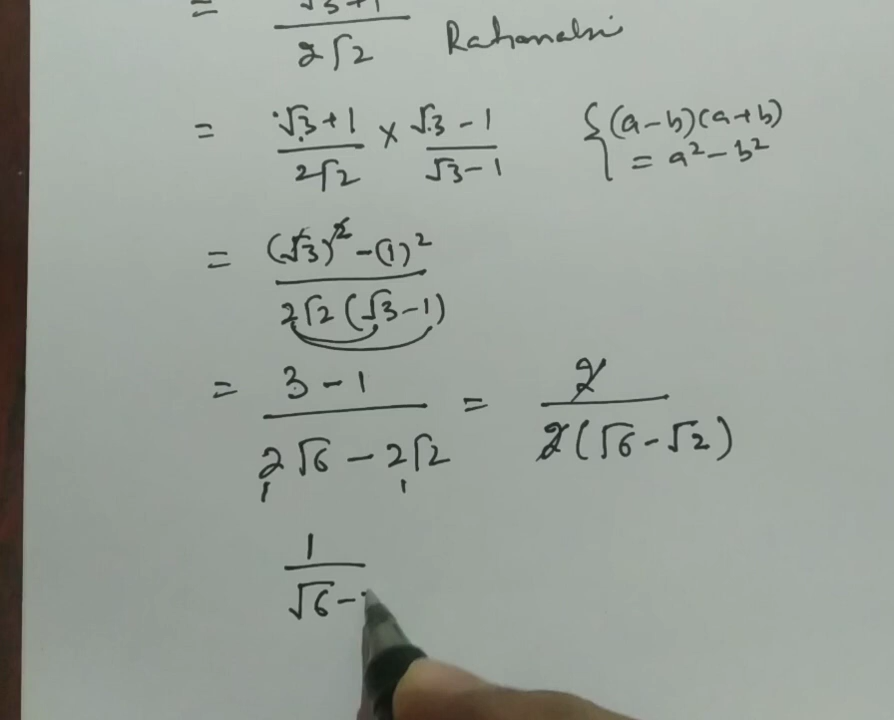 = √3+1
2√2 Rationalsi
= √3+1 × √3-1 {(a-b)(a+b)
2√2 √3-1 = a²-b²
= (√3)²-(1)²
2√2(√3-1)
= 3-1 = 2
2√6-2√2 2(√6-√2)
1
√6-